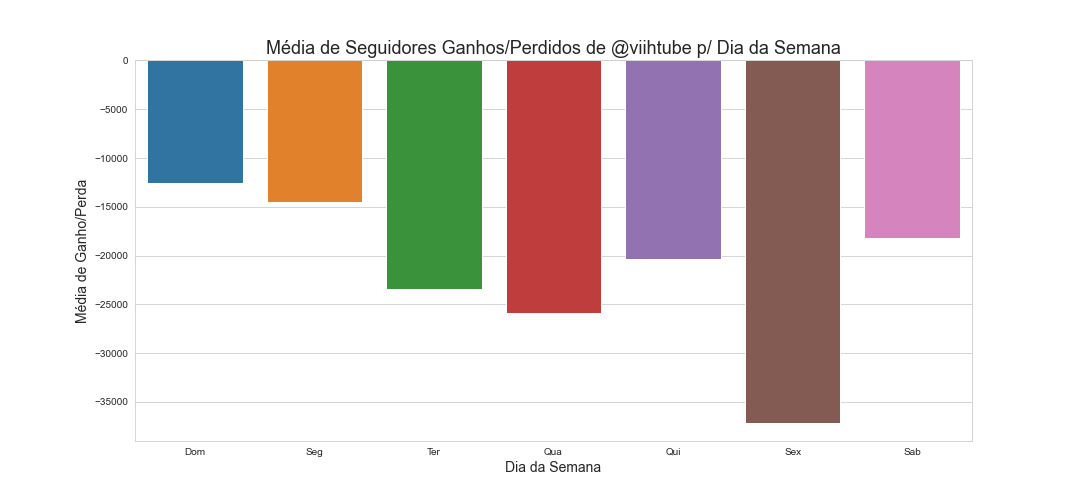 Média de Seguidores Ganhos/Perdidos de @viihtube p/ Dia da Semana
0
−5000
−10000
−15000
−20000
−25000
−30000
−35000
Média de Ganho/Perda
Dom Seg Ter Qua Qui Sex Sab
Dia da Semana